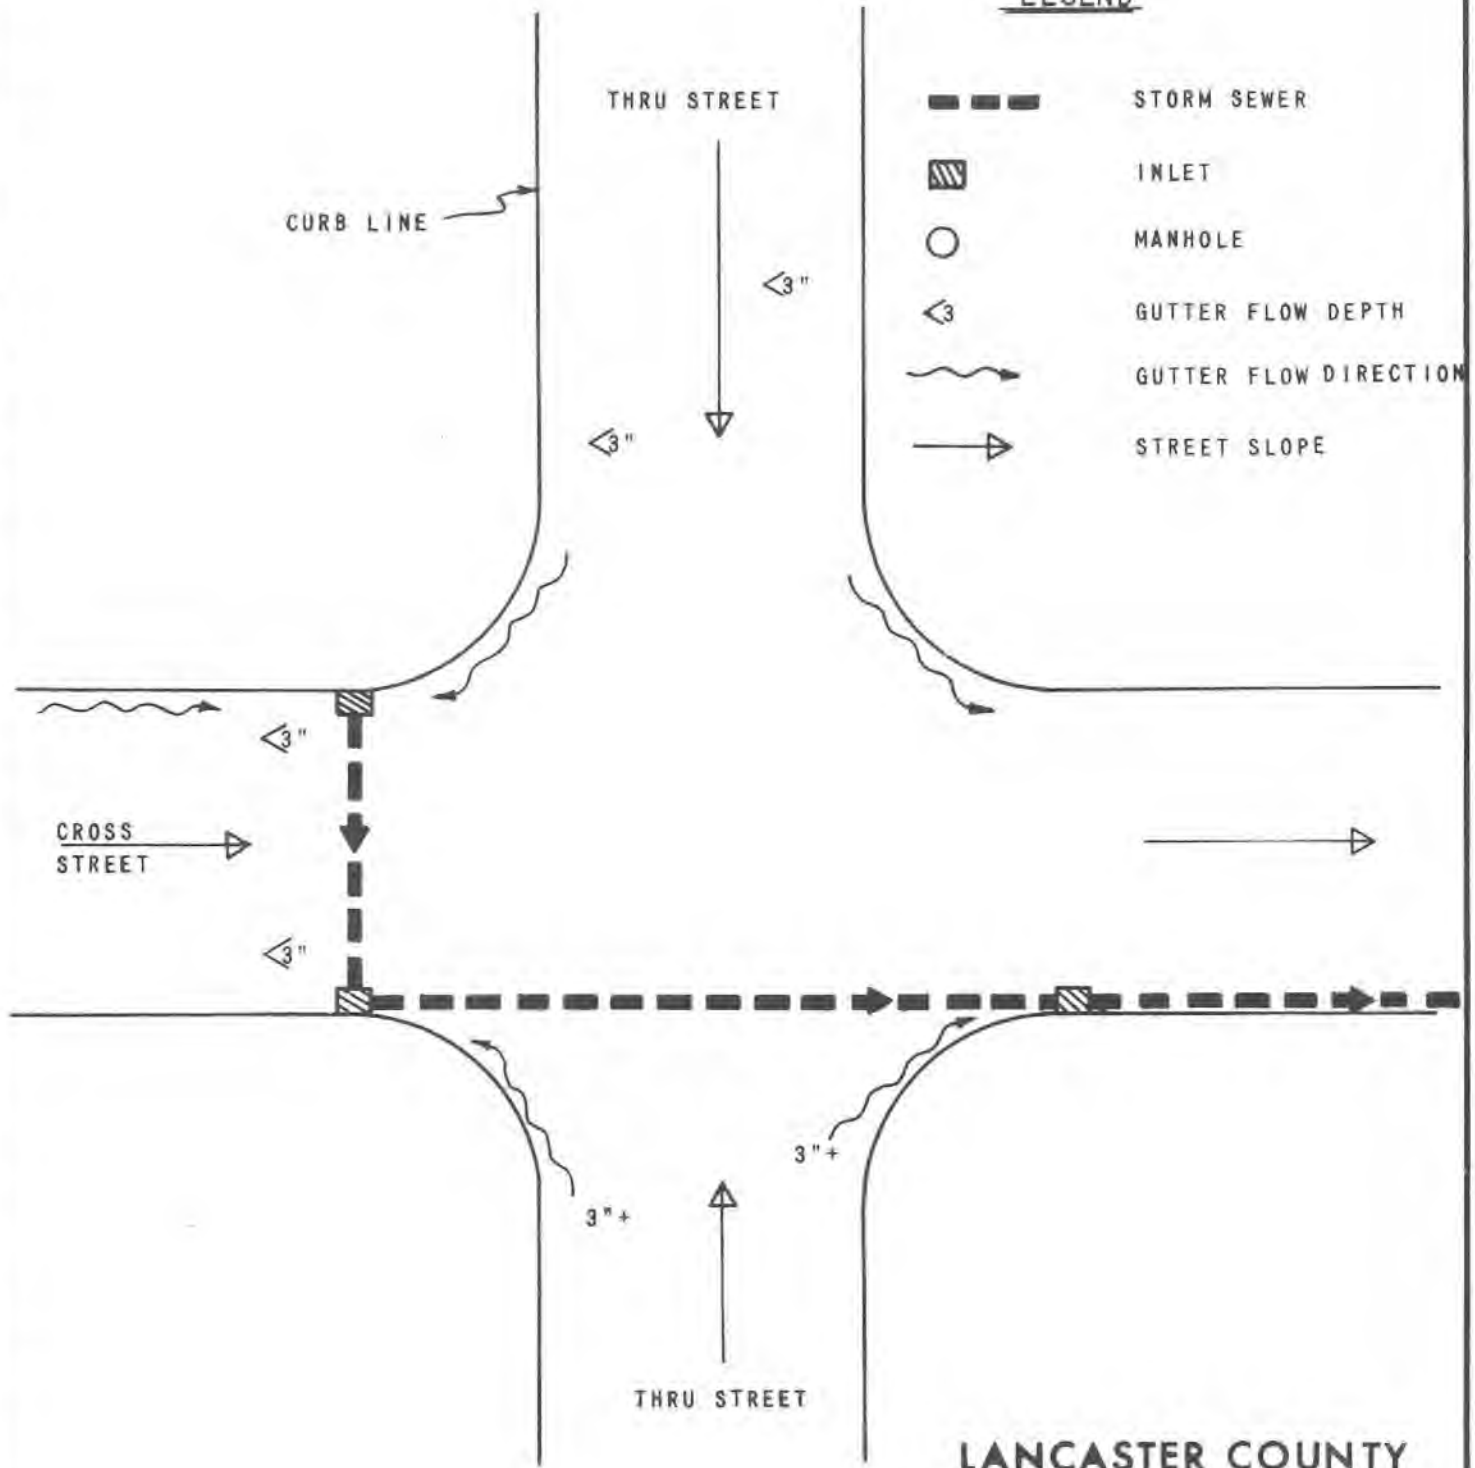 LEGEND
THRU STREET
STORM SEWER
INLET
CURB LINE
MANHOLE
<3"
<3
GUTTER FLOW DEPTH
GUTTER FLOW DIRECTION
<3"
STREET SLOPE
<3"
CROSS
STREET
<3"
3"+
3"+
THRU STREET
LANCASTER COUNTY